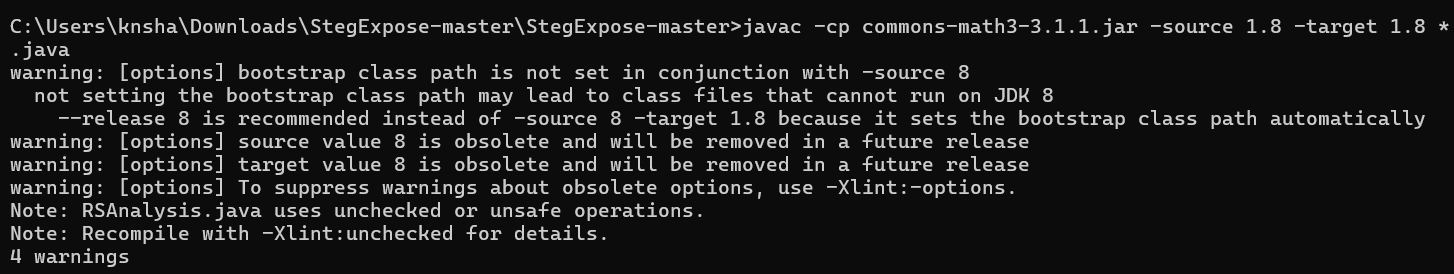 C:\Users\knsha\Downloads\StegExpose-master\StegExpose-master>javac -cp commons-math3-3.1.1.jar -source 1.8 -target 1.8 *
.java
warning: [options] bootstrap class path is not set in conjunction with -source 8
  not setting the bootstrap class path may lead to class files that cannot run on JDK 8
    --release 8 is recommended instead of -source 8 -target 1.8 because it sets the bootstrap class path automatically
warning: [options] source value 8 is obsolete and will be removed in a future release
warning: [options] target value 8 is obsolete and will be removed in a future release
warning: [options] To suppress warnings about obsolete options, use -Xlint:-options.
Note: RSAnalysis.java uses unchecked or unsafe operations.
Note: Recompile with -Xlint:unchecked for details.
4 warnings